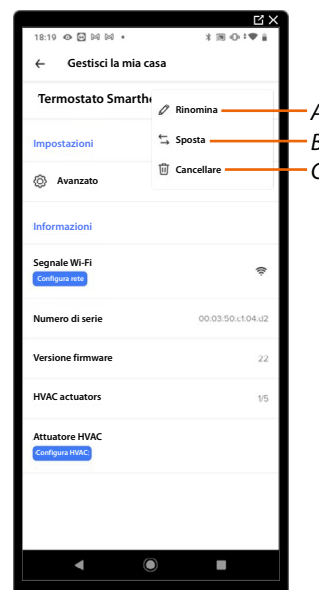 18:19
Gestisci la mia casa
Termostato Smarthe
Rinomina
A
Impostazioni
Sposta
B
Cancellare
C
Avanzato
Informazioni
Segnale Wi-Fi
Configura rete
Numero di serie
00:03:50:c1:04:d2
Versione firmware
22
HVAC actuators
1/5
Attuatore HVAC
Configura HVAC